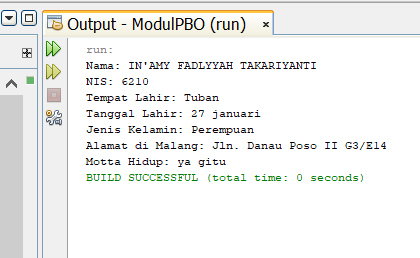 Output - ModulPBO (run)
run:
Nama: IN'AMY FADLYYAH TAKARIYANTI
NIS: 6210
Tempat Lahir: Tuban
Tanggal Lahir: 27 januari
Jenis Kelamin: Perempuan
Alamat di Malang: Jln. Danau Poso II G3/E14
Motta Hidup: ya gitu
BUILD SUCCESSFUL (total time: 0 seconds)